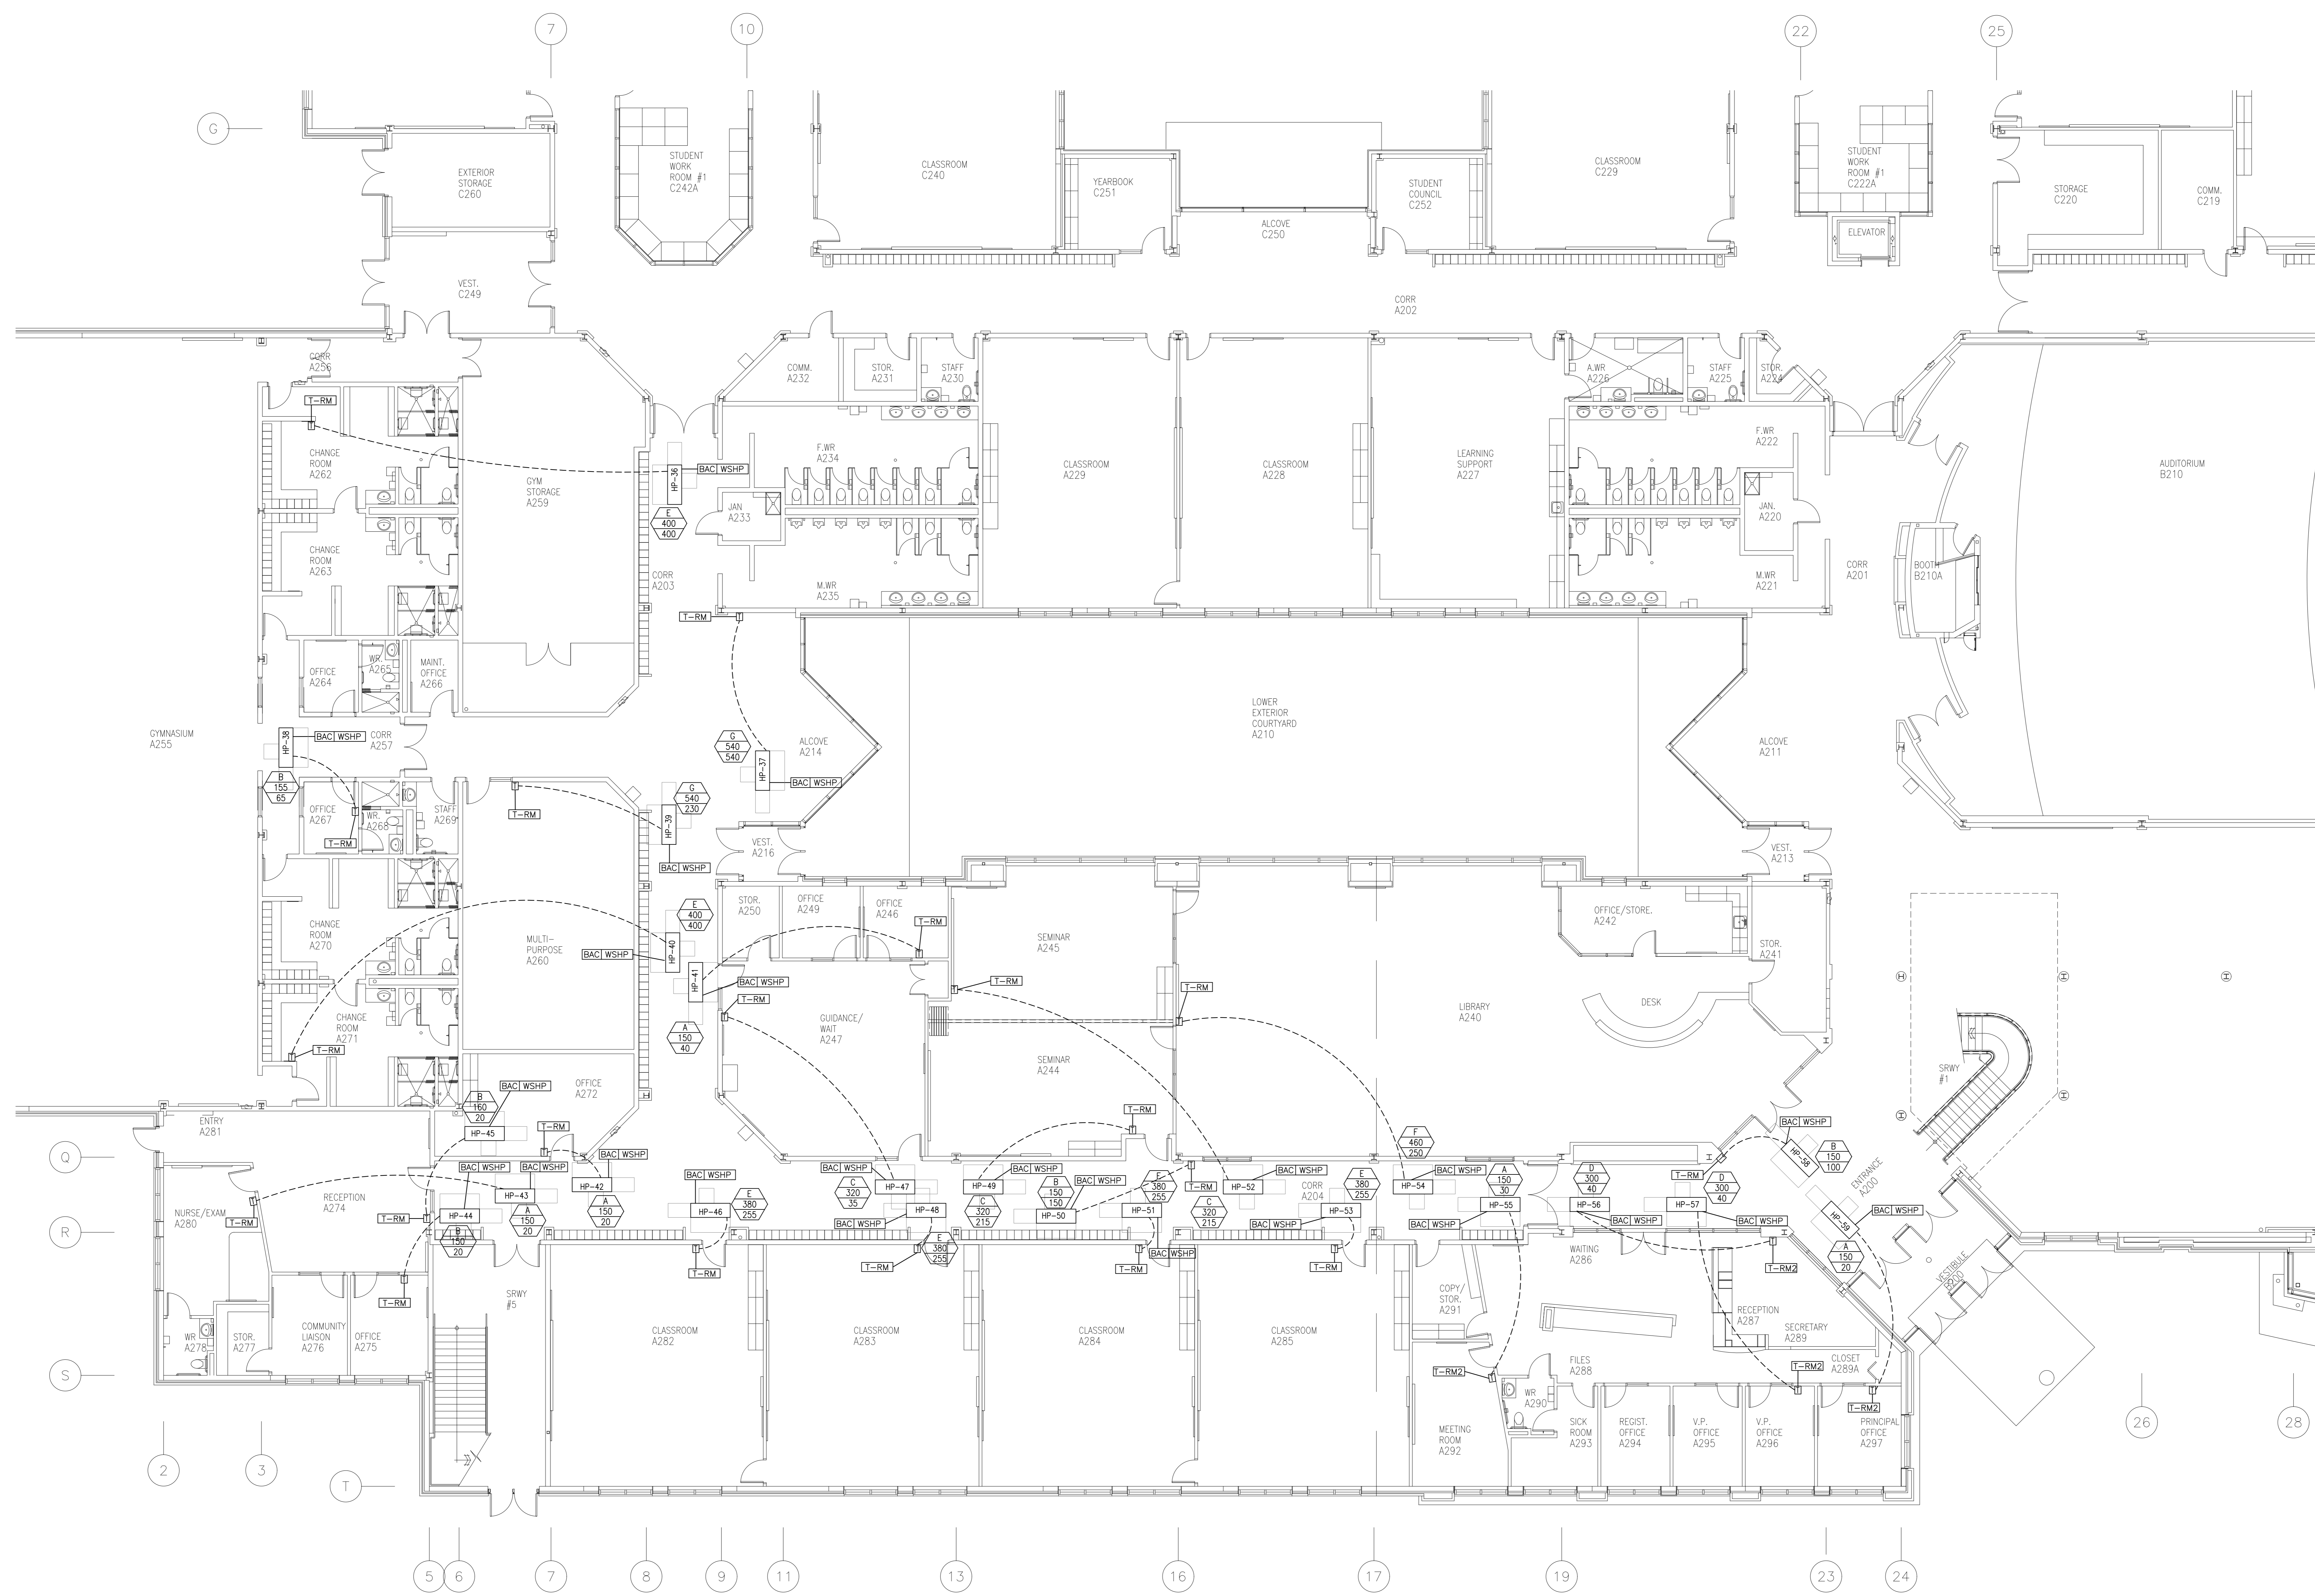 7
10
22
25
G
EXTERIOR
STORAGE
C260
STUDENT
WORK
ROOM #1
C242A
CLASSROOM
C240
YEARBOOK
C251
ALCOVE
C250
STUDENT
COUNCIL
C252
CLASSROOM
C229
STUDENT
WORK
ROOM #1
C222A
ELEVATOR
STORAGE
C220
COMM.
C219
VEST.
C249
CORR
A202
CORR
A256
T-RM
CHANGE
ROOM
A262
CHANGE
ROOM
A263
GYM
STORAGE
A259
HP-36
BAC WSHP
E
400
400
CORR
A203
COMM.
A232
STOR.
A231
STAFF
A230
F.WR
A234
JAN
A233
M.WR
A235
CLASSROOM
A229
CLASSROOM
A228
LEARNING
SUPPORT
A227
A.WR
A226
STAFF
A225
STOR.
A224
F.WR
A222
JAN.
A220
M.WR
A221
CORR
A201
BOOTH
B210A
AUDITORIUM
B210
T-RM
OFFICE
A264
WR.
A265
MAINT.
OFFICE
A266
GYMNASIUM
A255
HP-38
BAC WSHP
CORR
A257
B
155
65
G
540
540
HP-37
BAC WSHP
ALCOVE
A214
LOWER
EXTERIOR
COURTYARD
A210
ALCOVE
A211
OFFICE
A267
WR.
A268
STAFF
A269
T-RM
T-RM
G
540
230
HP-39
BAC WSHP
VEST.
A216
VEST.
A213
CHANGE
ROOM
A270
CHANGE
ROOM
A271
T-RM
MULTI-
PURPOSE
A260
E
400
400
HP-40
BAC WSHP
HP-41
BAC WSHP
A
150
40
STOR.
A250
OFFICE
A249
OFFICE
A246
T-RM
T-RM
GUIDANCE/
WAIT
A247
SEMINAR
A245
T-RM
SEMINAR
A244
T-RM
T-RM
LIBRARY
A240
DESK
OFFICE/STORE.
A242
STOR.
A241
SRWY
#1
OFFICE
A272
ENTRY
A281
B
160
20
BAC WSHP
HP-45
T-RM
BAC WSHP
HP-42
A
150
20
BAC WSHP
BAC WSHP
HP-43
A
150
20
HP-44
B
150
20
T-RM
T-RM
NURSE/EXAM
A280
T-RM
RECEPTION
A274
WR
A278
STOR.
A277
COMMUNITY
LIAISON
A276
OFFICE
A275
SRWY
#5
BAC WSHP
HP-46
E
380
255
T-RM
BAC WSHP
HP-47
C
320
35
BAC WSHP
HP-48
T-RM
E
380
255
HP-49
BAC WSHP
C
320
215
B
150
150
BAC WSHP
HP-50
380
255
HP-51
BAC WSHP
T-RM
T-RM
HP-52
BAC WSHP
C
320
215
CORR
A204
BAC WSHP
HP-53
E
380
255
T-RM
F
460
250
HP-54
BAC WSHP
A
150
30
BAC WSHP
HP-55
D
300
40
HP-56
BAC WSHP
T-RM
D
300
40
HP-57
BAC WSHP
BAC WSHP
HP-58
B
150
100
ENTRANCE
A200
HP-59
BAC WSHP
A
150
20
VESTIBULE
B200
CLASSROOM
A282
CLASSROOM
A283
CLASSROOM
A284
CLASSROOM
A285
COPY/
STOR.
A291
WAITING
A286
T-RM2
RECEPTION
A287
SECRETARY
A289
CLOSET
A289A
FILES
A288
T-RM2
WR
A290
MEETING
ROOM
A292
SICK
ROOM
A293
REGIST.
OFFICE
A294
V.P.
OFFICE
A295
V.P.
OFFICE
A296
T-RM2
T-RM2
PRINCIPAL
OFFICE
A297
Q
R
S
T
2
3
26
28
5
6
7
8
9
11
13
16
17
19
23
24